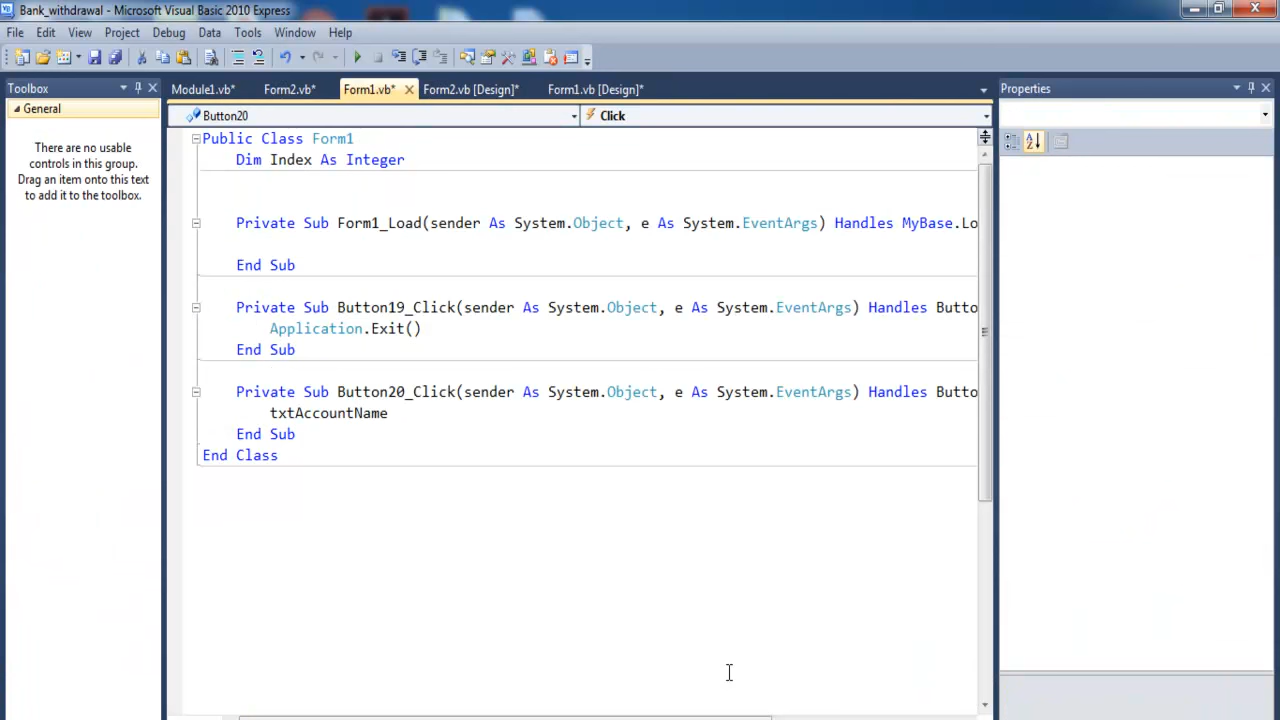 Bank_withdrawal - Microsoft Visual Basic 2010 Express
File Edit View Project Debug Data Tools Window Help
Toolbox
General
There are no usable
controls in this group.
Drag an item onto this text
to add it to the toolbox.
Module1.vb* Form2.vb* Form1.vb* Form2.vb [Design]* Form1.vb [Design]*
Button20 Click
Public Class Form1
Dim Index As Integer
Private Sub Form1_Load(sender As System.Object, e As System.EventArgs) Handles MyBase.Lo
End Sub
Private Sub Button19_Click(sender As System.Object, e As System.EventArgs) Handles Butto
Application.Exit()
End Sub
Private Sub Button20_Click(sender As System.Object, e As System.EventArgs) Handles Butto
txtAccountName
End Sub
End Class
Properties